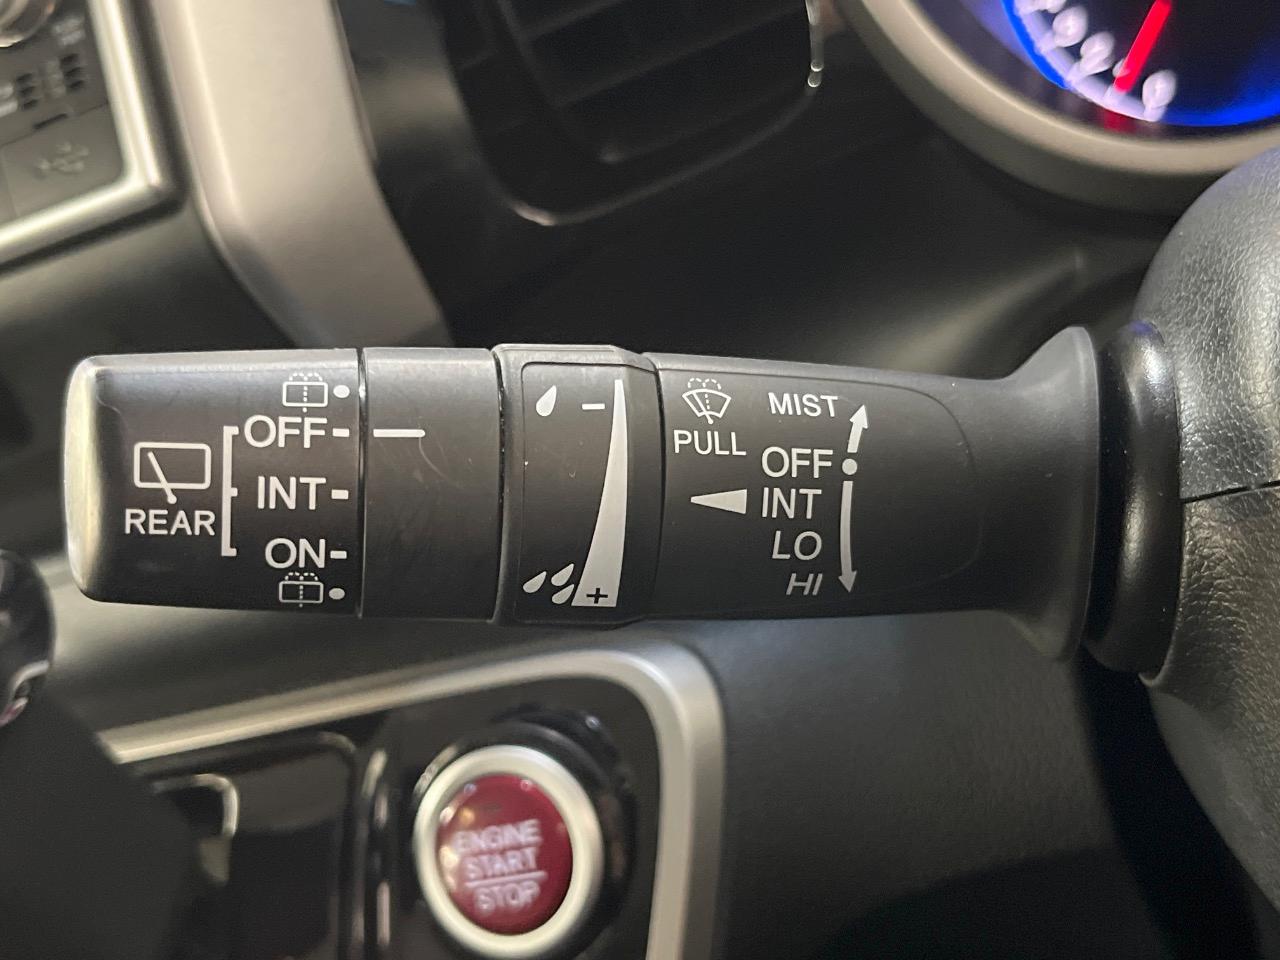 OFF
INT
ON
REAR
-
+
PULL
MIST
OFF
INT
LO
HI
ENGINE
START
STOP